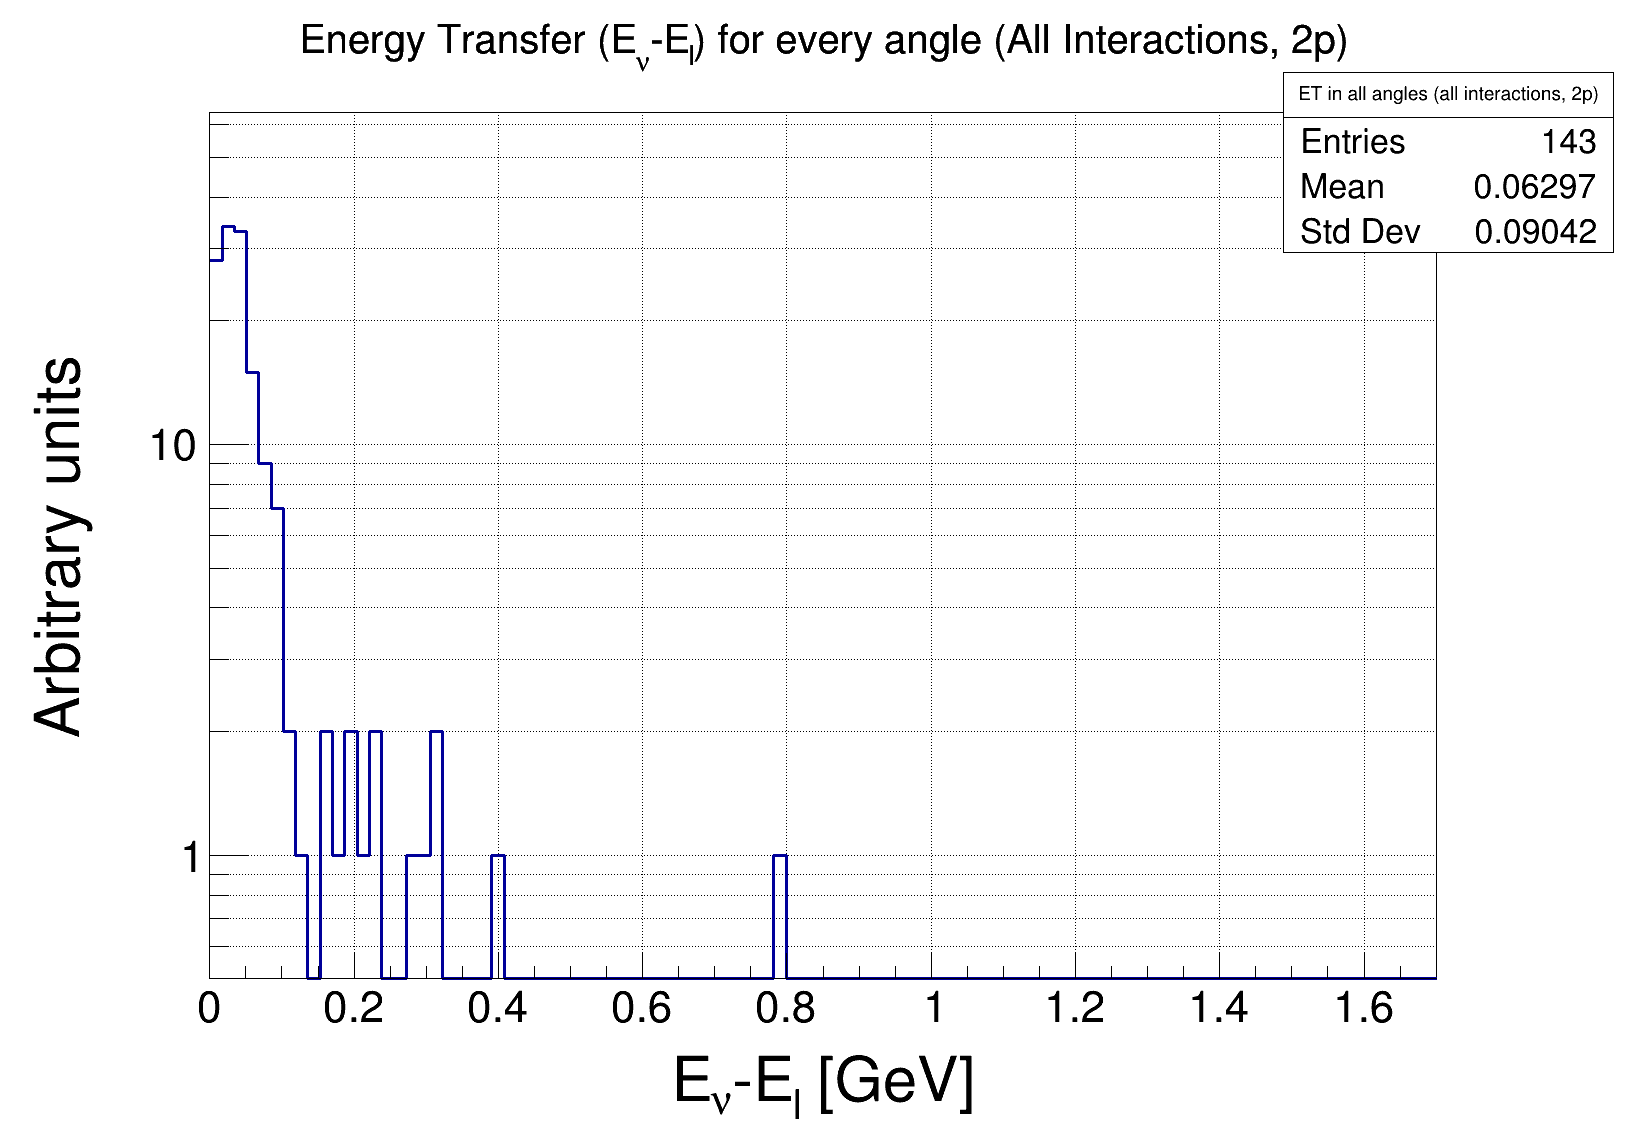 Energy Transfer (Eν-El) for every angle (All Interactions, 2p)
ET in all angles (all interactions, 2p)
Entries 143
Mean 0.06297
Std Dev 0.09042
Arbitrary units
10
1
0 0.2 0.4 0.6 0.8 1 1.2 1.4 1.6
Eν-El [GeV]